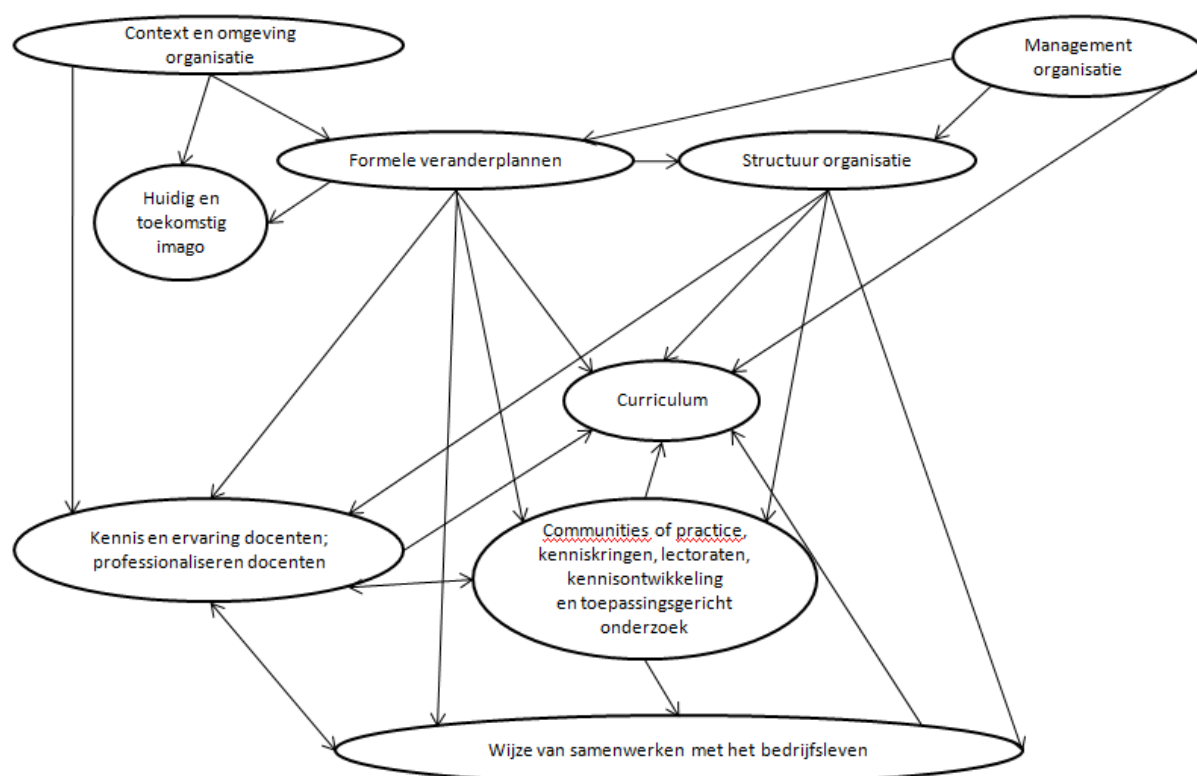 Context en omgeving
organisatie
Management
organisatie
Formele veranderplannen
Structuur organisatie
Huidig en
toekomstig
imago
Curriculum
Kennis en ervaring docenten;
professionaliseren docenten
Communities of practice,
kenniskringen, lectoraten,
kennisontwikkeling
en toepassingsgericht
onderzoek
Wijze van samenwerken met het bedrijfsleven